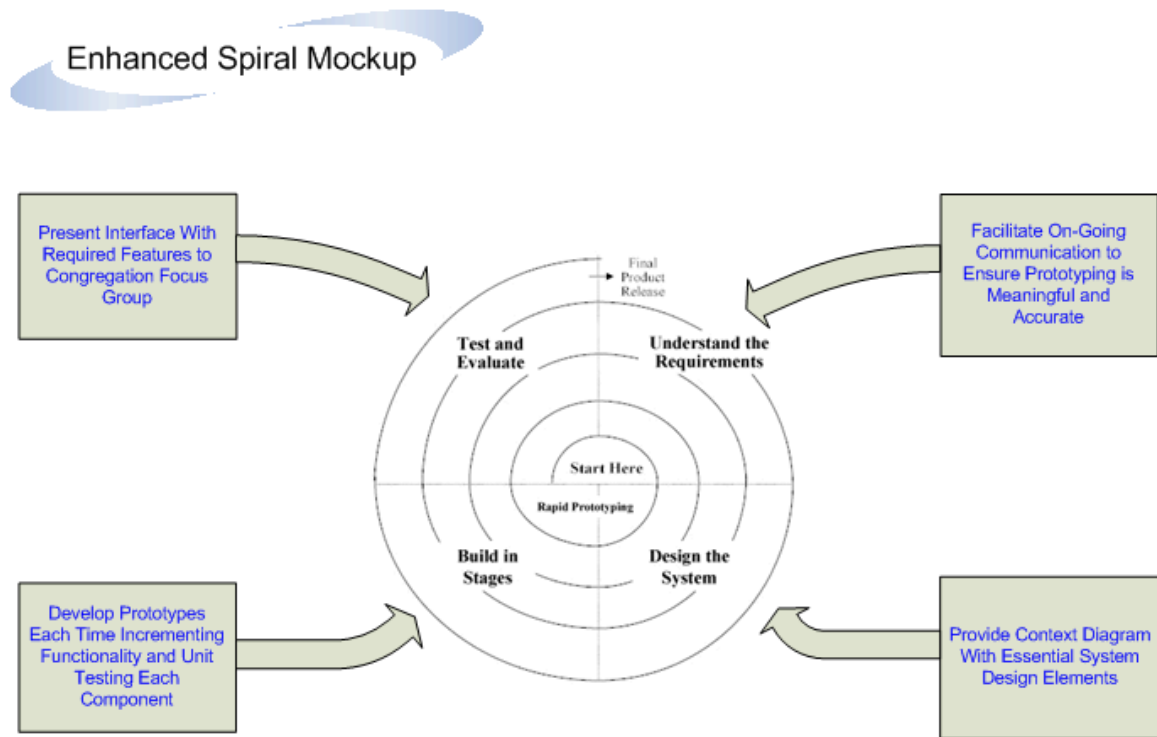 Enhanced Spiral Mockup
Present Interface With
Required Features to
Congregation Focus
Group
Facilitate On-Going
Communication to
Ensure Prototyping is
Meaningful and
Accurate
Final
Product
Release
Test and
Evaluate
Understand the
Requirements
Start Here
Rapid Prototyping
Build in
Stages
Design the
System
Develop Prototypes
Each Time Incrementing
Functionality and Unit
Testing Each
Component
Provide Context Diagram
With Essential System
Design Elements